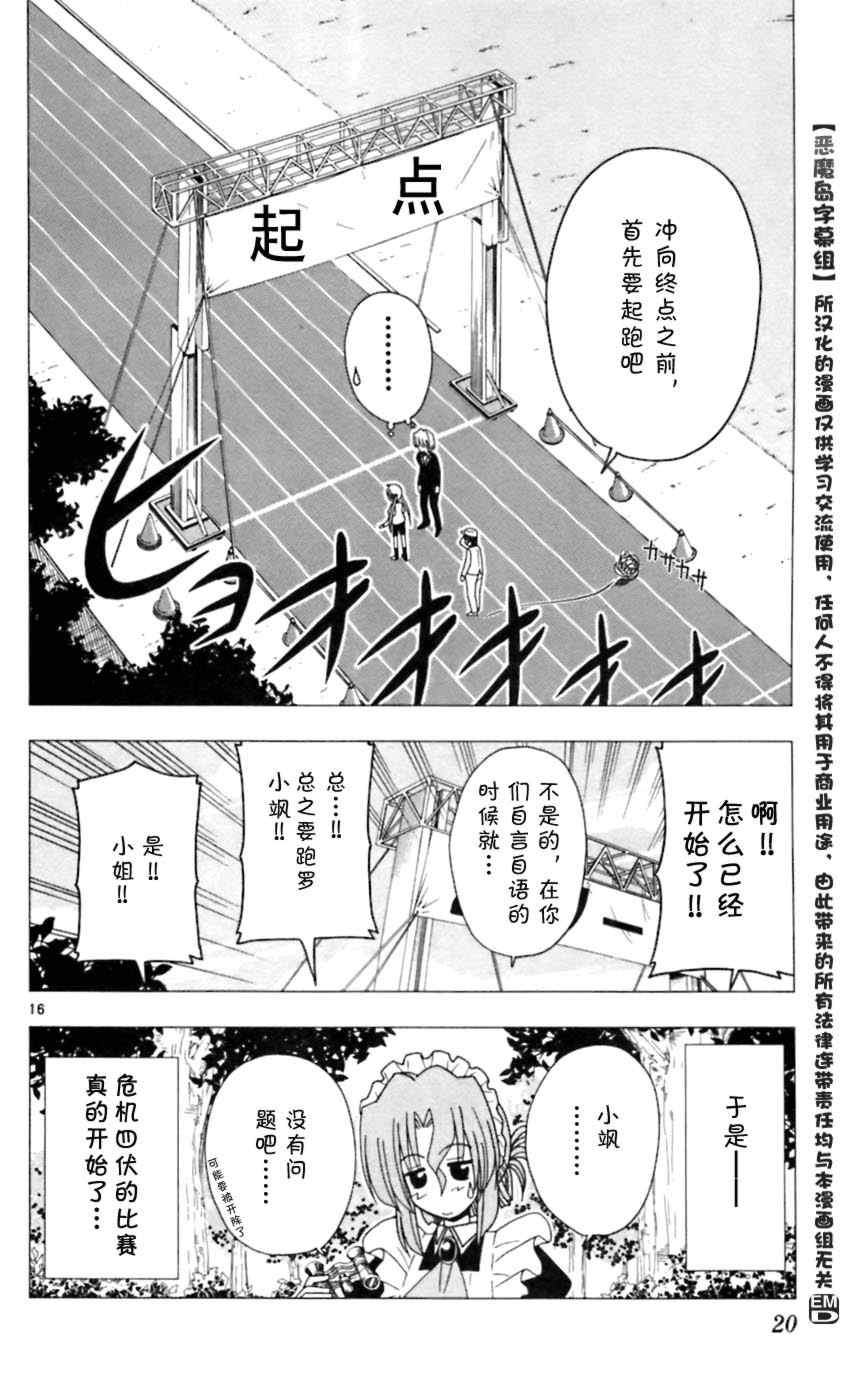 起点
冲向终点之前，
首先要起跑吧
………
カサカサカサ
ヒョオオオオオ
啊!!
怎么已经
开始了!!
不是的，在你
们自言自语的
时候就…
总…!!
总之要跑罗
小飒!!
是!!
小姐!!
16
于是——
小飒
………
没有问
题吧……
可能要被开除了
危机四伏的比赛
真的开始了…
20
【恶魔岛字幕组】所汉化的漫画仅供学习交流使用，任何人不得将其用于商业用途，由此带来的所有法律连带责任均与本漫画组无关
EMD